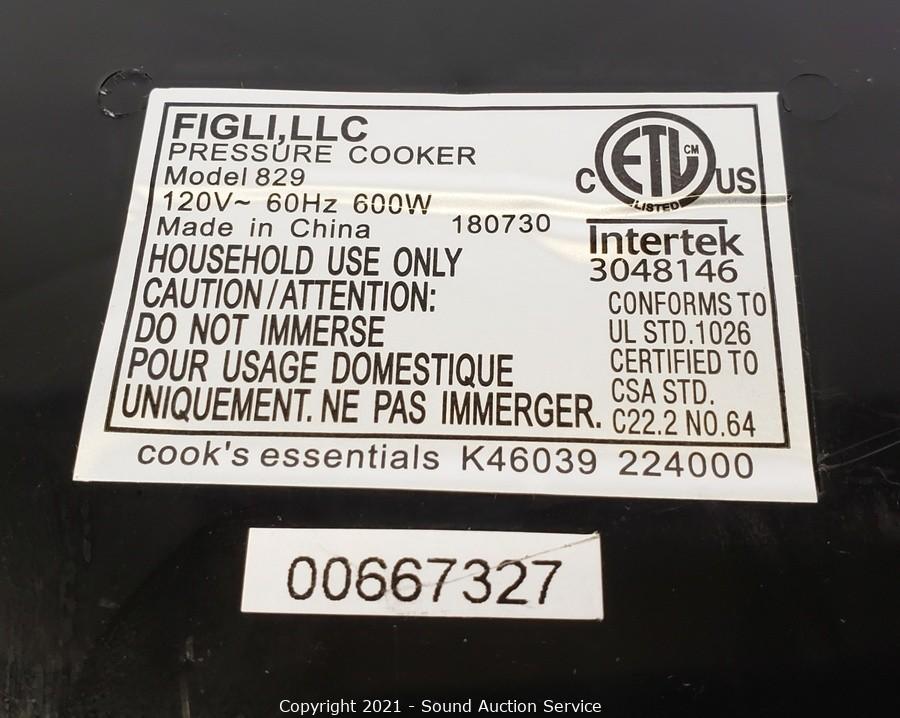 FIGLI,LLC
PRESSURE COOKER
Model 829
120V~ 60Hz 600W
Made in China 180730
HOUSEHOLD USE ONLY
CAUTION/ATTENTION:
DO NOT IMMERSE
POUR USAGE DOMESTIQUE
UNIQUEMENT. NE PAS IMMERGER.
C ETL CM US
LISTED
Intertek
3048146
CONFORMS TO
UL STD.1026
CERTIFIED TO
CSA STD.
C22.2 NO.64
cook's essentials K46039 224000
00667327
Copyright 2021 - Sound Auction Service